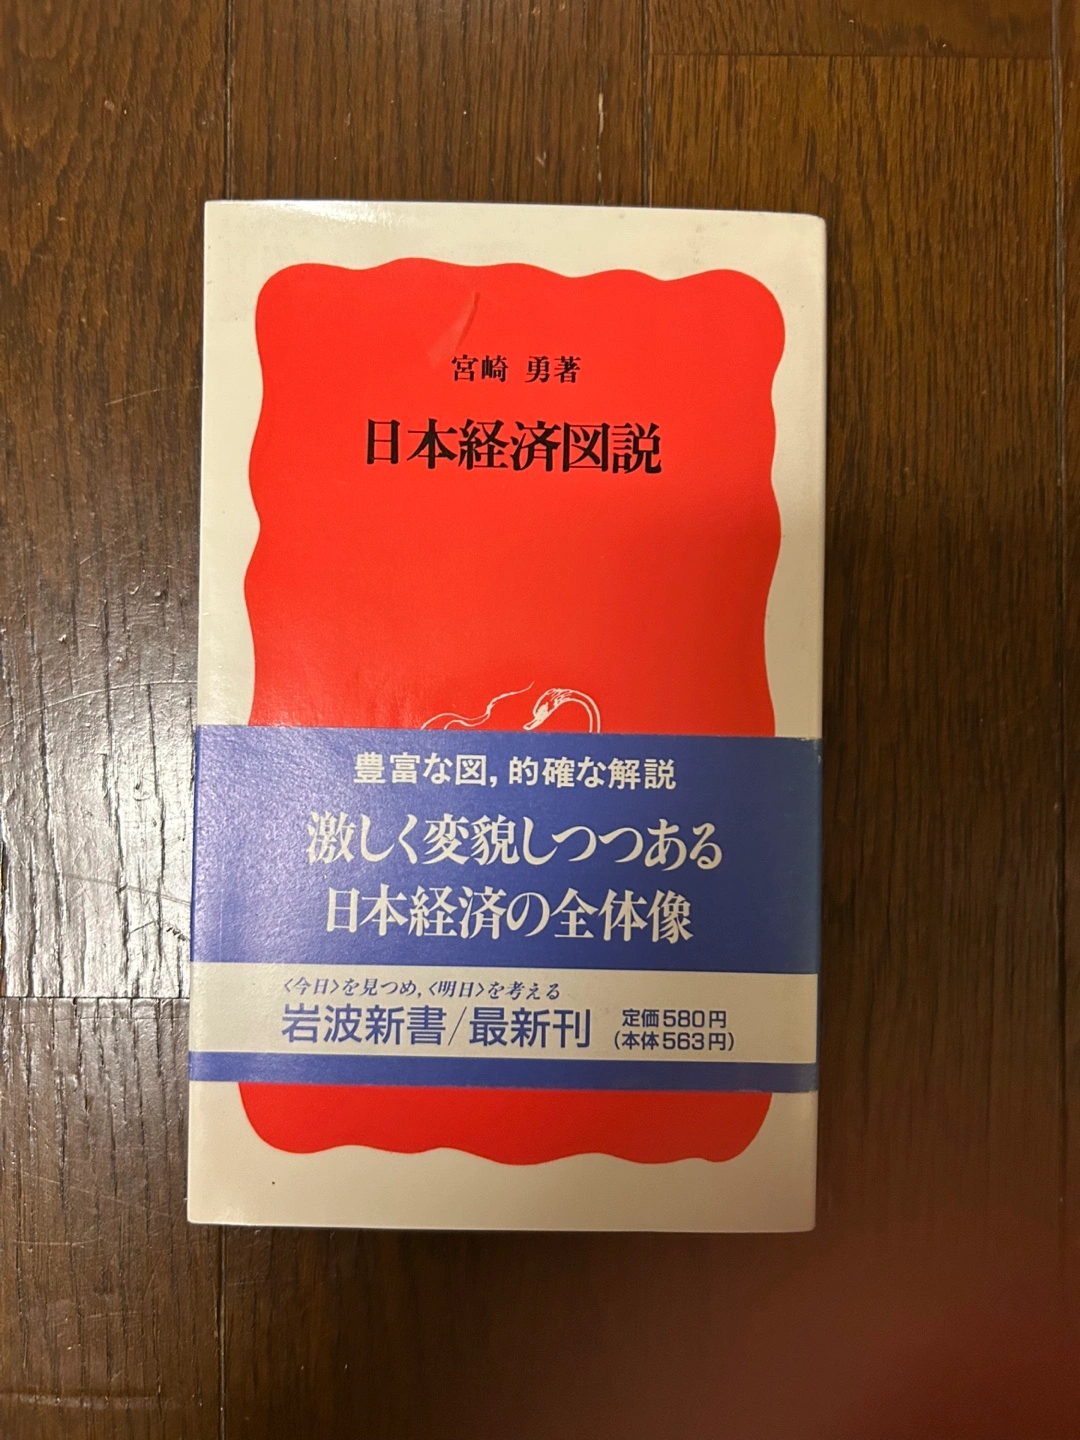 宮崎 勇著
日本経済図説
豊富な図,的確な解説
激しく変貌しつつある
日本経済の全体像
〈今日〉を見つめ,〈明日〉を考える
岩波新書/最新刊
定価580円
(本体563円)